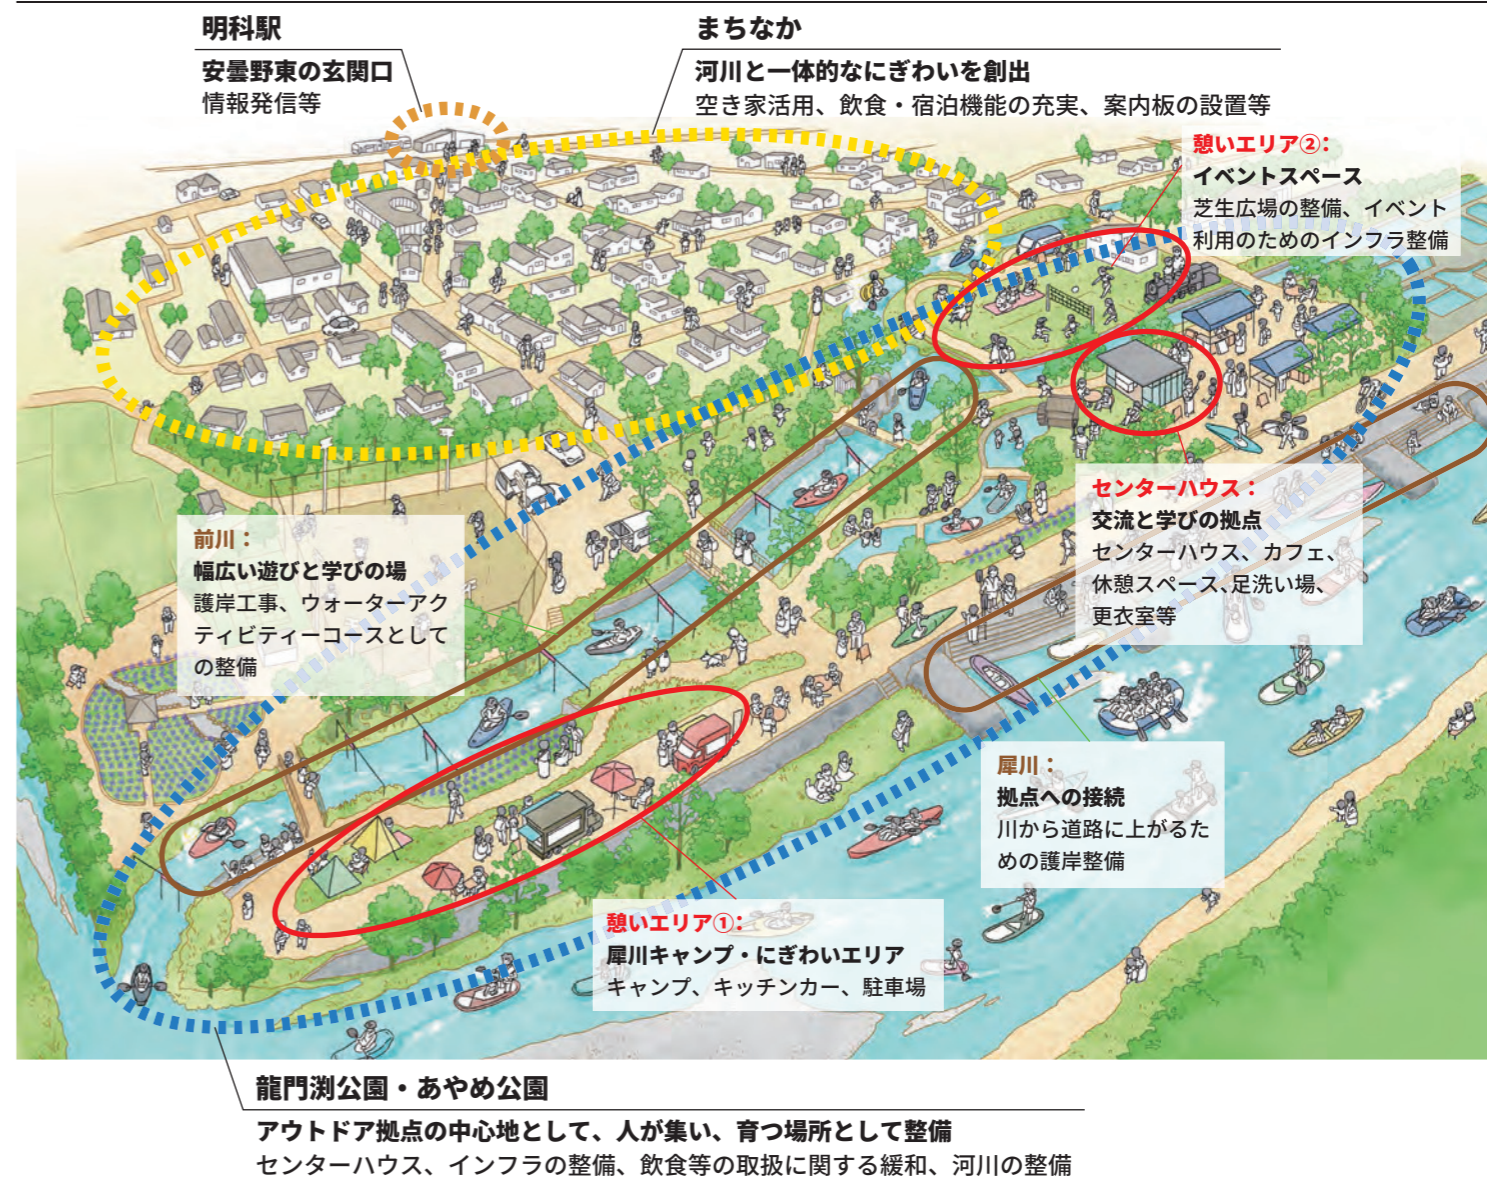 明科駅
安曇野東の玄関口
情報発信等
まちなか
河川と一体的なにぎわいを創出
空き家活用、飲食・宿泊機能の充実、案内板の設置等
憩いエリア②：
イベントスペース
芝生広場の整備、イベント
利用のためのインフラ整備
前川：
幅広い遊びと学びの場
護岸工事、ウォーターアク
ティビティーコースとして
の整備
センターハウス：
交流と学びの拠点
センターハウス、カフェ、
休憩スペース、足洗い場、
更衣室等
犀川：
拠点への接続
川から道路に上がるた
めの護岸整備
憩いエリア①：
犀川キャンプ・にぎわいエリア
キャンプ、キッチンカー、駐車場
龍門渕公園・あやめ公園
アウトドア拠点の中心地として、人が集い、育つ場所として整備
センターハウス、インフラの整備、飲食等の取扱に関する緩和、河川の整備